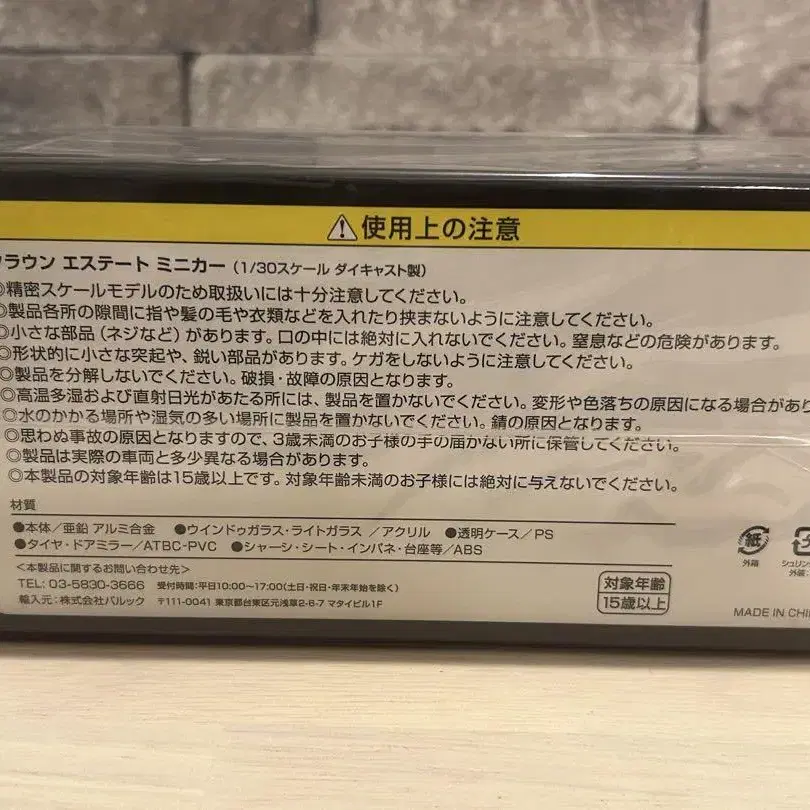 ⚠使用上の注意
クラウン エステート ミニカー (1/30スケール ダイキャスト製)
◎精密スケールモデルのため取扱いには十分注意してください。
◎製品各所の隙間に指や髪の毛や衣類などを入れたり挟まないように注意してください。
◎小さな部品(ネジなど)があります。口の中には絶対に入れないでください。窒息などの危険があります。
◎形状的に小さな突起や、鋭い部品があります。ケガをしないように注意してください。
◎製品を分解しないでください。破損・故障の原因となります。
◎高温多湿および直射日光があたる所には、製品を置かないでください。変形や色落ちの原因になる場合があり
◎水のかかる場所や湿気の多い場所に製品を置かないでください。錆の原因となります。
◎思わぬ事故の原因となりますので、3歳未満のお子様の手の届かない所に保管してください。
◎製品は実際の車両と多少異なる場合があります。
◎本製品の対象年齢は15歳以上です。対象年齢未満のお子様には絶対に与えないでください。
材質
●本体/亜鉛 アルミ合金 ●ウインドゥガラス・ライトガラス /アクリル ●透明ケース/PS
●タイヤ・ドアミラー/ATBC-PVC ●シャーシ・シート・インパネ・台座等/ABS
<本製品に関するお問い合わせ先>
TEL: 03-5830-3666 受付時間:平日10:00~17:00(土日・祝日・年末年始を除く)
輸入元:株式会社バルック 〒111-0041 東京都台東区元浅草2-6-7 マタイビル1F
対象年齢
15歳以上
紙
外箱
シュリン
外装:
MADE IN CHI